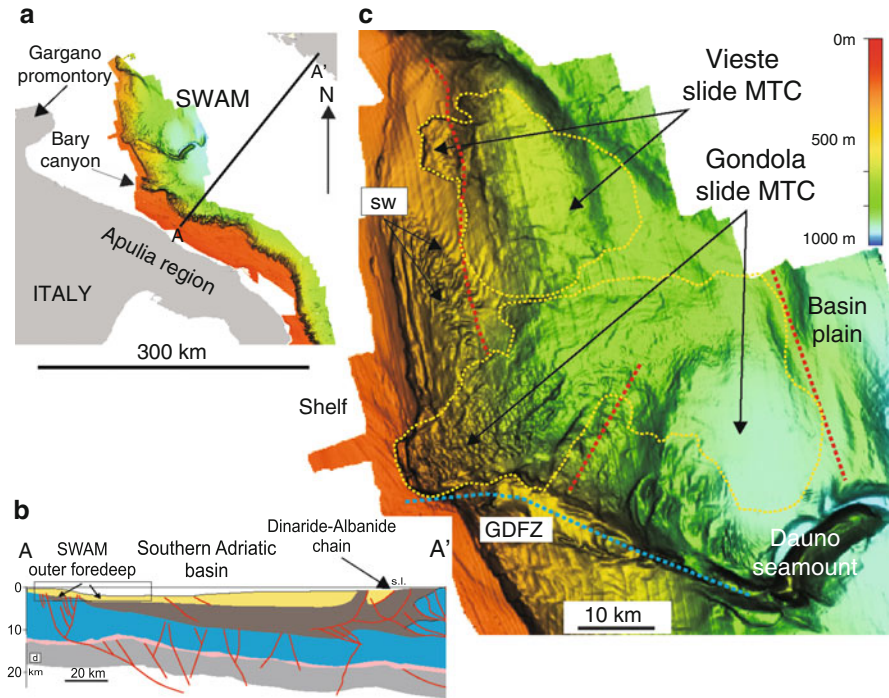 a
Gargano
promontory
SWAM
A'
N
Bary
canyon
A
Apulia region
ITALY
300 km
b
A
SWAM
outer foredeep
Southern Adriatic
basin
Dinaride-Albanide
chain
A'
s.l.
0
10
20
d
km
20 km
c
Vieste
slide MTC
Gondola
slide MTC
sw
Shelf
Basin
plain
GDFZ
Dauno
seamount
10 km
0m
500 m
1000 m